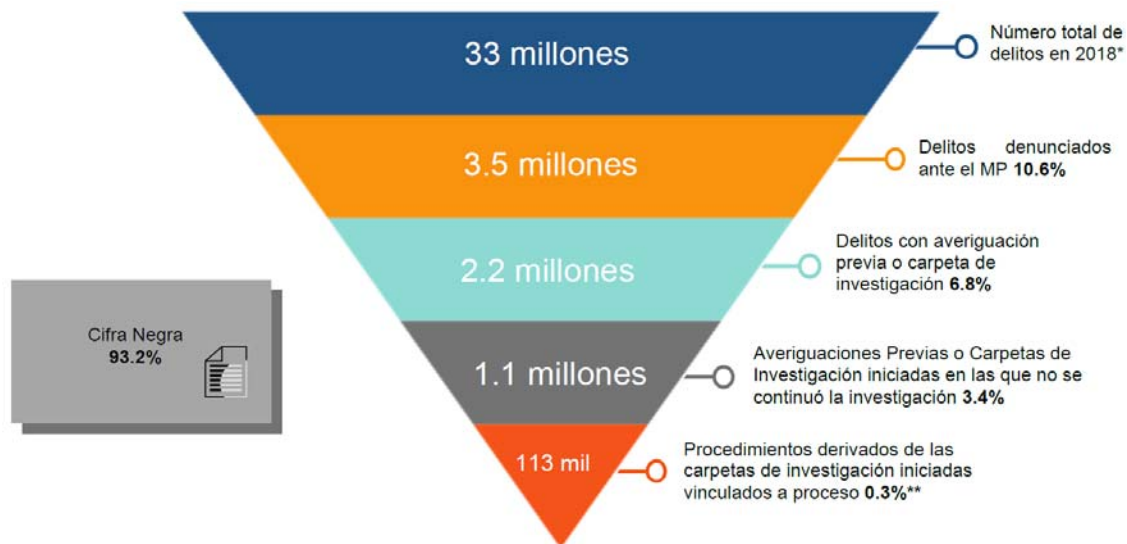 33 millones
Número total de
delitos en 2018*
3.5 millones
Delitos denunciados
ante el MP 10.6%
2.2 millones
Delitos con averiguación
previa o carpeta de
investigación 6.8%
Cifra Negra
93.2%
1.1 millones
Averiguaciones Previas o Carpetas de
Investigación iniciadas en las que no se
continuó la investigación 3.4%
113 mil
Procedimientos derivados de las
carpetas de investigación iniciadas
vinculados a proceso 0.3%**